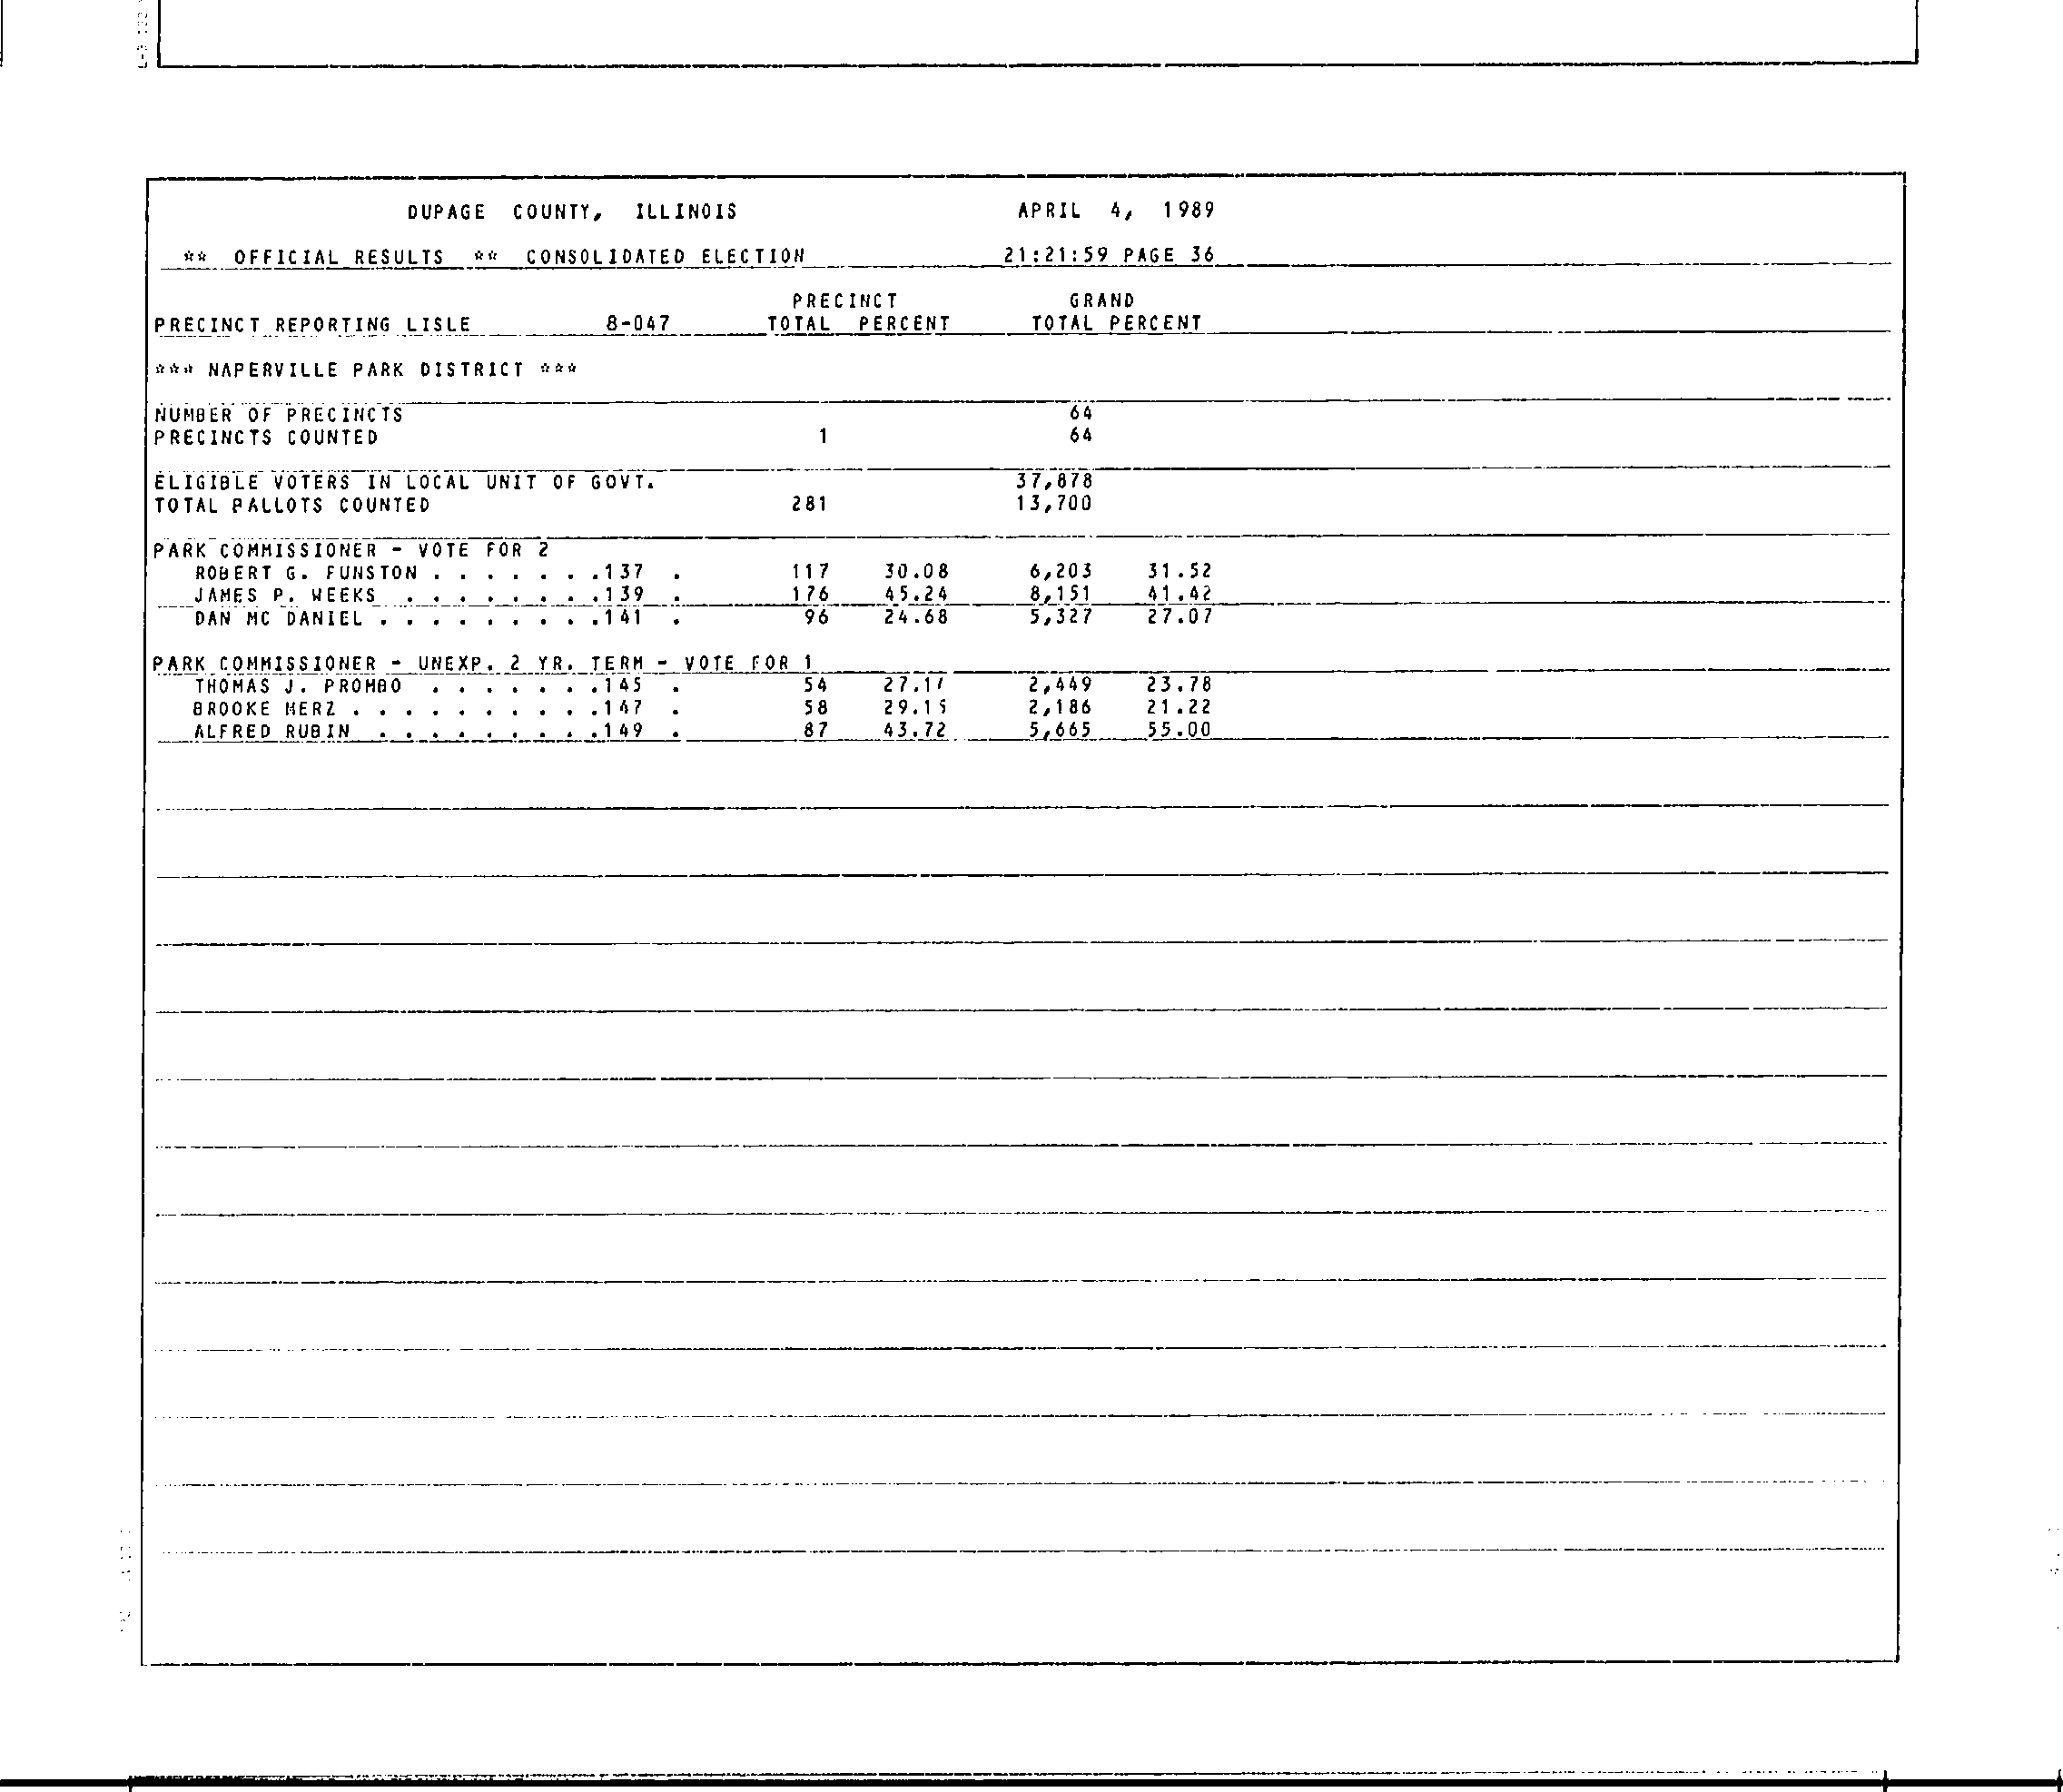 DUPAGE COUNTY, ILLINOIS APRIL 4, 1989
** OFFICIAL RESULTS ** CONSOLIDATED ELECTION 21:21:59 PAGE 36
PRECINCT GRAND
PRECINCT REPORTING LISLE 8-047 TOTAL PERCENT TOTAL PERCENT
*** NAPERVILLE PARK DISTRICT ***
NUMBER OF PRECINCTS 64
PRECINCTS COUNTED 1 64
ELIGIBLE VOTERS IN LOCAL UNIT OF GOVT. 37,878
TOTAL BALLOTS COUNTED 281 13,700
PARK COMMISSIONER - VOTE FOR 2
ROBERT G. FUNSTON . . . . . . .137 . 117 30.08 6,203 31.52
JAMES P. WEEKS . . . . . . . .139 . 176 45.24 8,151 41.42
DAN MC DANIEL . . . . . . . . .141 . 96 24.68 5,327 27.07
PARK COMMISSIONER - UNEXP. 2 YR. TERM - VOTE FOR 1
THOMAS J. PROMBO . . . . . . .145 . 54 27.17 2,449 23.78
BROOKE HERZ . . . . . . . . . .147 . 58 29.15 2,186 21.22
ALFRED RUBIN . . . . . . . . .149 . 87 43.72 5,665 55.00